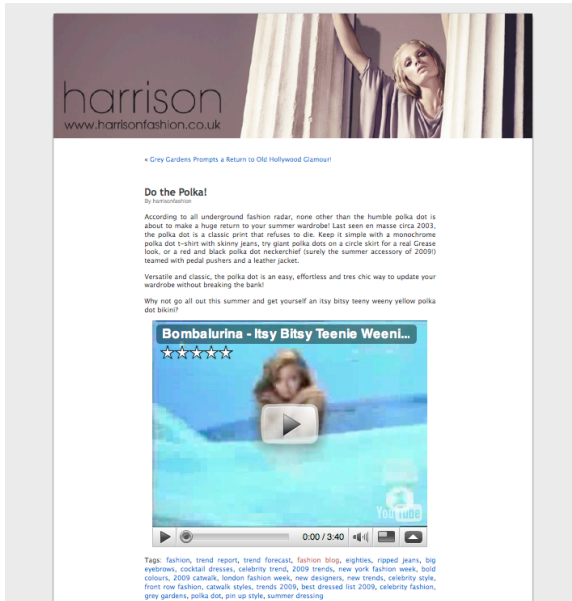 harrison
www.harrisonfashion.co.uk
« Grey Gardens Prompts a Return to Old Hollywood Glamour!
Do the Polka!
By harrisonfashion
According to all underground fashion radar, none other than the humble polka dot is
about to make a huge return to your summer wardrobe! Last seen en masse circa 2003,
the polka dot is a classic print that refuses to die. Keep it simple with a monochrome
polka dot t-shirt with skinny jeans, try giant polka dots on a circle skirt for a real Grease
look, or a red and black polka dot neckerchief (surely the summer accessory of 2009!)
teamed with pedal pushers and a leather jacket.
Versatile and classic, the polka dot is an easy, effortless and tres chic way to update your
wardrobe without breaking the bank!
Why not go all out this summer and get yourself an itsy bitsy teeny weeny yellow polka
dot bikini?
Bombalurina - Itsy Bitsy Teenie Weeni...
YouTube
0:00 / 3:40
Tags: fashion, trend report, trend forecast, fashion blog, eighties, ripped jeans, big
eyebrows, cocktail dresses, celebrity trend, 2009 trends, new york fashion week, bold
colours, 2009 catwalk, london fashion week, new designers, new trends, celebrity style,
front row fashion, catwalk styles, trends 2009, best dressed list 2009, celebrity fashion,
grey gardens, polka dot, pin up style, summer dressing